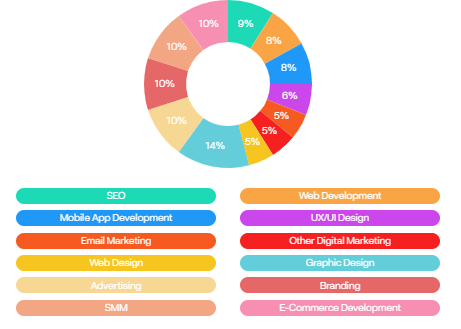 10% 9%
10% 8%
10% 8%
10% 6%
14% 5%
5% 5%
SEO Web Development
Mobile App Development UX/UI Design
Email Marketing Other Digital Marketing
Web Design Graphic Design
Advertising Branding
SMM E-Commerce Development